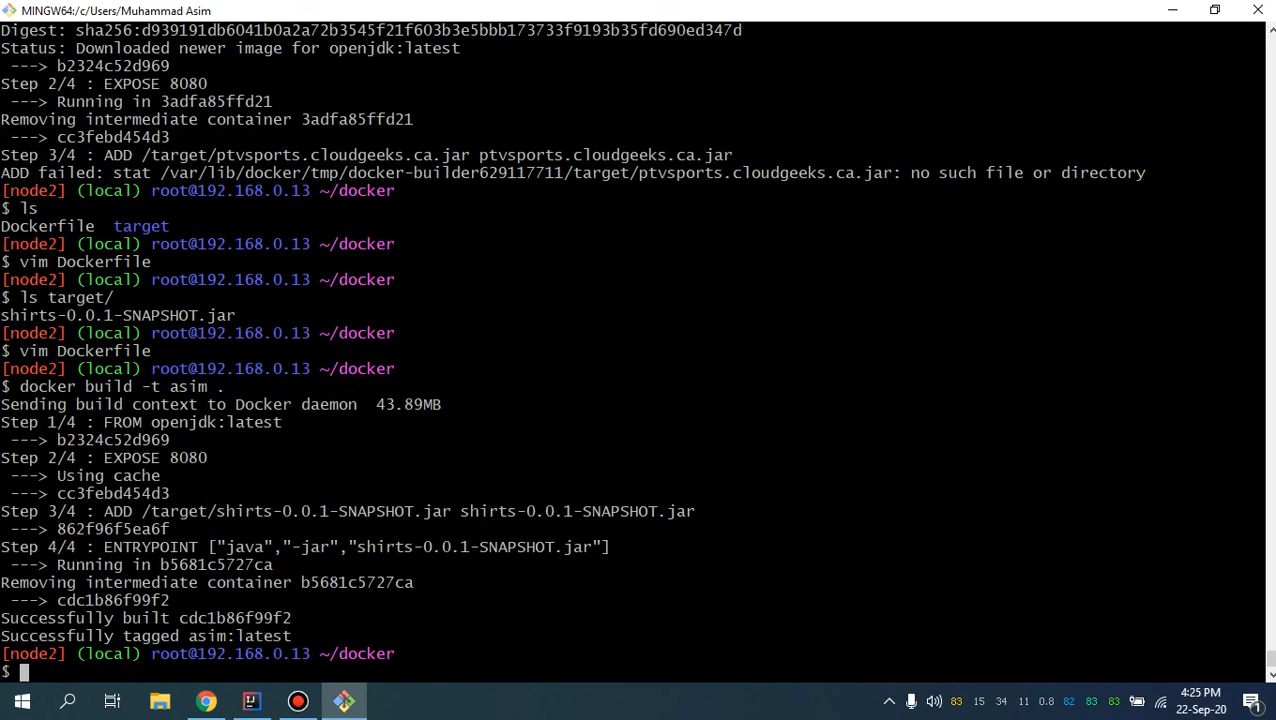 MINGW64:/c/Users/Muhammad Asim
Digest: sha256:d939191db6041b0a2a72b3545f21f603b3e5bbb173733f9193b35fd690ed347d
Status: Downloaded newer image for openjdk:latest
 ---> b2324c52d969
Step 2/4 : EXPOSE 8080
 ---> Running in 3adfa85ffd21
Removing intermediate container 3adfa85ffd21
 ---> cc3febd454d3
Step 3/4 : ADD /target/ptvsports.cloudgeeks.ca.jar ptvsports.cloudgeeks.ca.jar
ADD failed: stat /var/lib/docker/tmp/docker-builder629117711/target/ptvsports.cloudgeeks.ca.jar: no such file or directory
[node2] (local) root@192.168.0.13 ~/docker
$ ls
Dockerfile  target
[node2] (local) root@192.168.0.13 ~/docker
$ vim Dockerfile
[node2] (local) root@192.168.0.13 ~/docker
$ ls target/
shirts-0.0.1-SNAPSHOT.jar
[node2] (local) root@192.168.0.13 ~/docker
$ vim Dockerfile
[node2] (local) root@192.168.0.13 ~/docker
$ docker build -t asim .
Sending build context to Docker daemon  43.89MB
Step 1/4 : FROM openjdk:latest
 ---> b2324c52d969
Step 2/4 : EXPOSE 8080
 ---> Using cache
 ---> cc3febd454d3
Step 3/4 : ADD /target/shirts-0.0.1-SNAPSHOT.jar shirts-0.0.1-SNAPSHOT.jar
 ---> 862f96f5ea6f
Step 4/4 : ENTRYPOINT ["java","-jar","shirts-0.0.1-SNAPSHOT.jar"]
 ---> Running in b5681c5727ca
Removing intermediate container b5681c5727ca
 ---> cdc1b86f99f2
Successfully built cdc1b86f99f2
Successfully tagged asim:latest
[node2] (local) root@192.168.0.13 ~/docker
$
83 15 34 11 0.8 82 83 83
4:25 PM
22-Sep-20
1